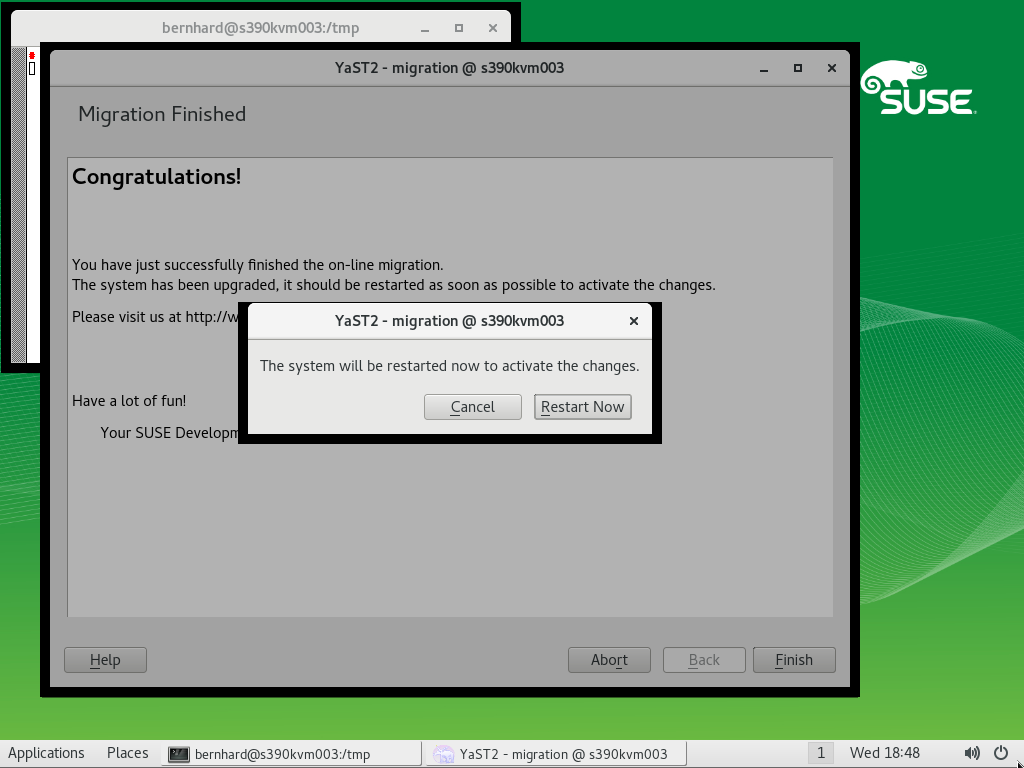 bernhard@s390kvm003:/tmp
YaST2 - migration @ s390kvm003
SUSE
Migration Finished
Congratulations!
You have just successfully finished the on-line migration.
The system has been upgraded, it should be restarted as soon as possible to activate the changes.
Please visit us at http://w
YaST2 - migration @ s390kvm003
The system will be restarted now to activate the changes.
Cancel
Restart Now
Have a lot of fun!
Your SUSE Developm
Help
Abort
Back
Finish
Applications
Places
bernhard@s390kvm003:/tmp
YaST2 - migration @ s390kvm003
1
Wed 18:48